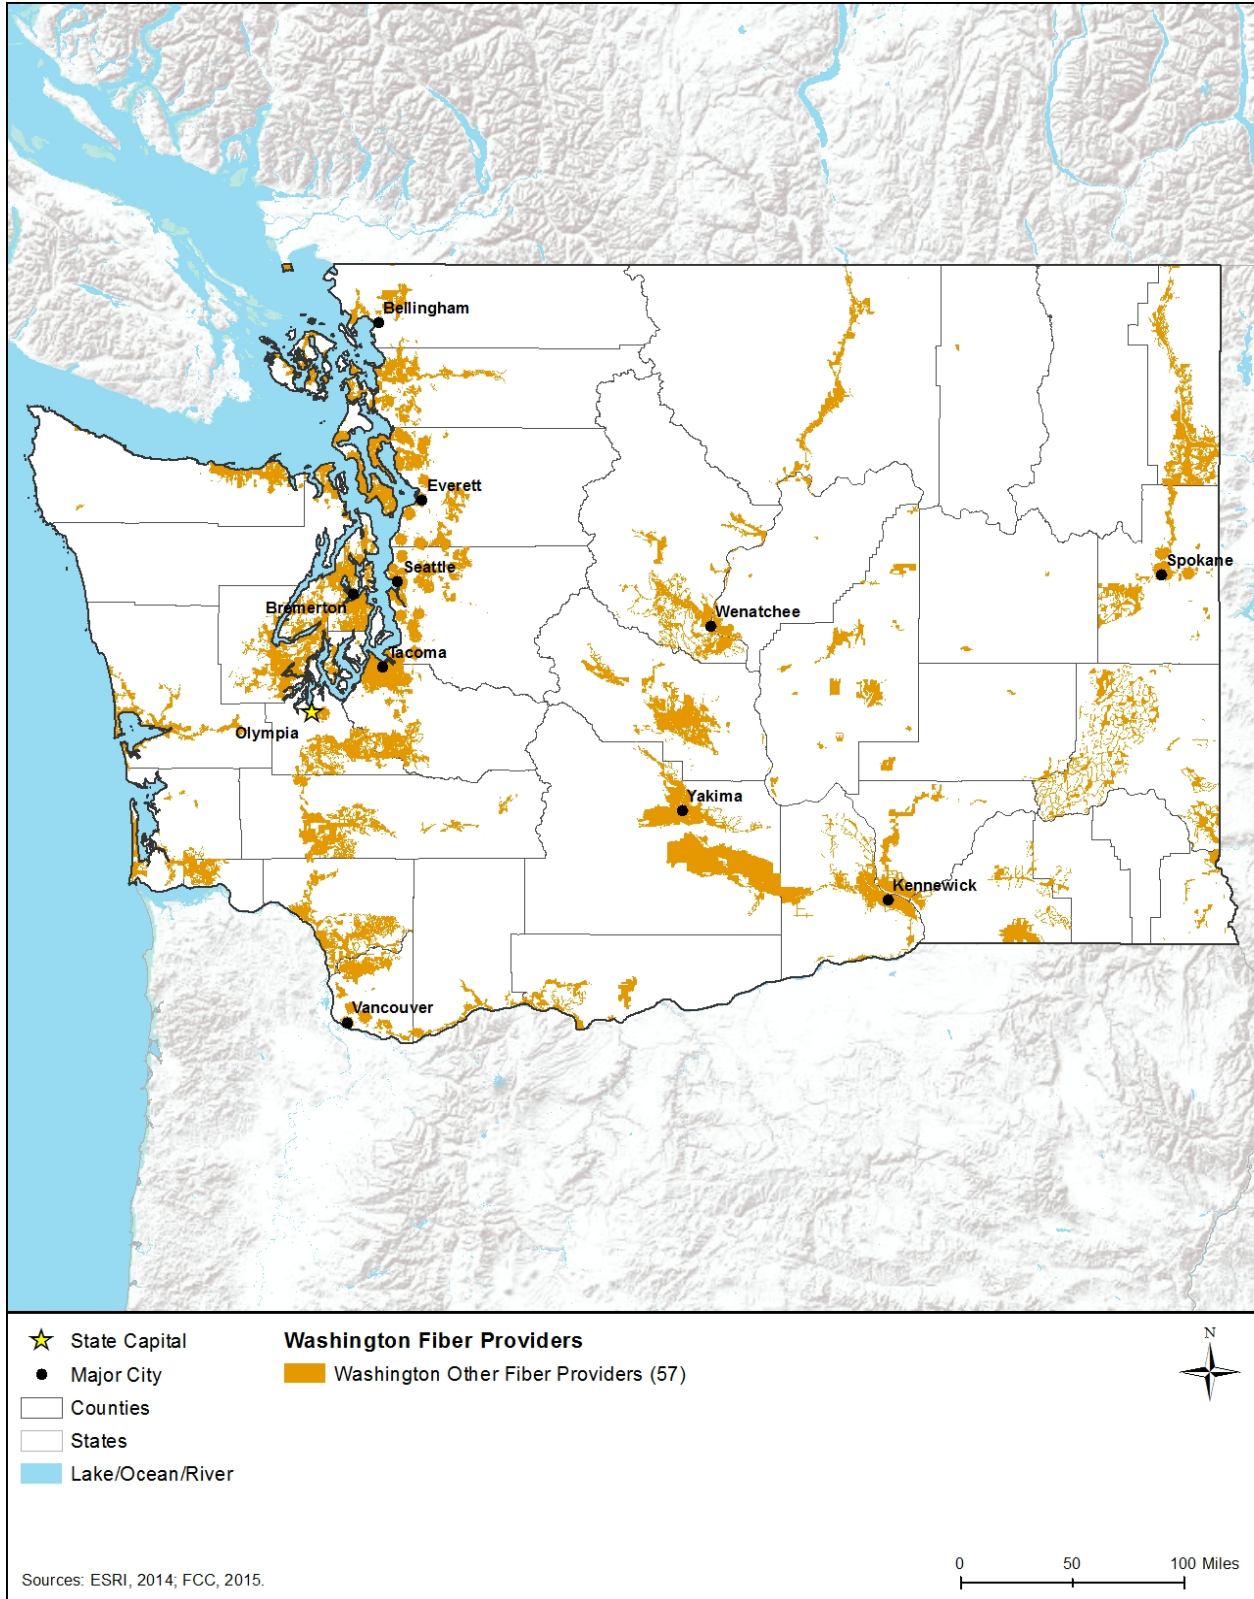 Bellingham
Everett
Seattle
Spokane
Bremerton
Wenatchee
Tacoma
Olympia
Yakima
Kennewick
Vancouver
State Capital
Major City
Counties
States
Lake/Ocean/River
Washington Fiber Providers
Washington Other Fiber Providers (57)
N
Sources: ESRI, 2014; FCC, 2015.
0 50 100 Miles